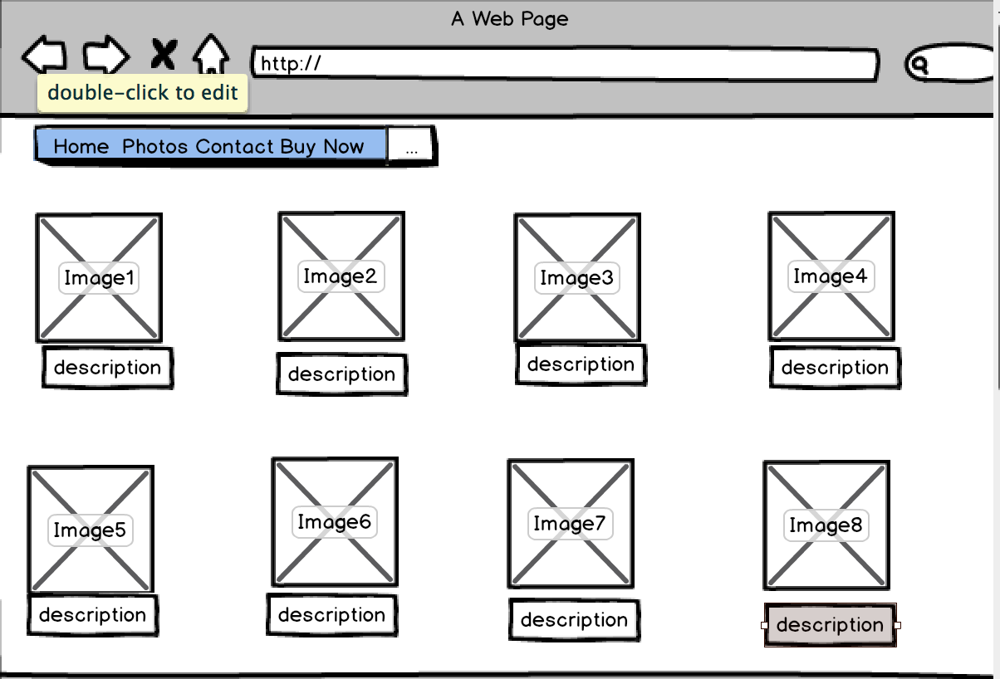 A Web Page
http://
double-click to edit
Home Photos Contact Buy Now ...
Image1 Image2 Image3 Image4
description description description description
Image5 Image6 Image7 Image8
description description description description